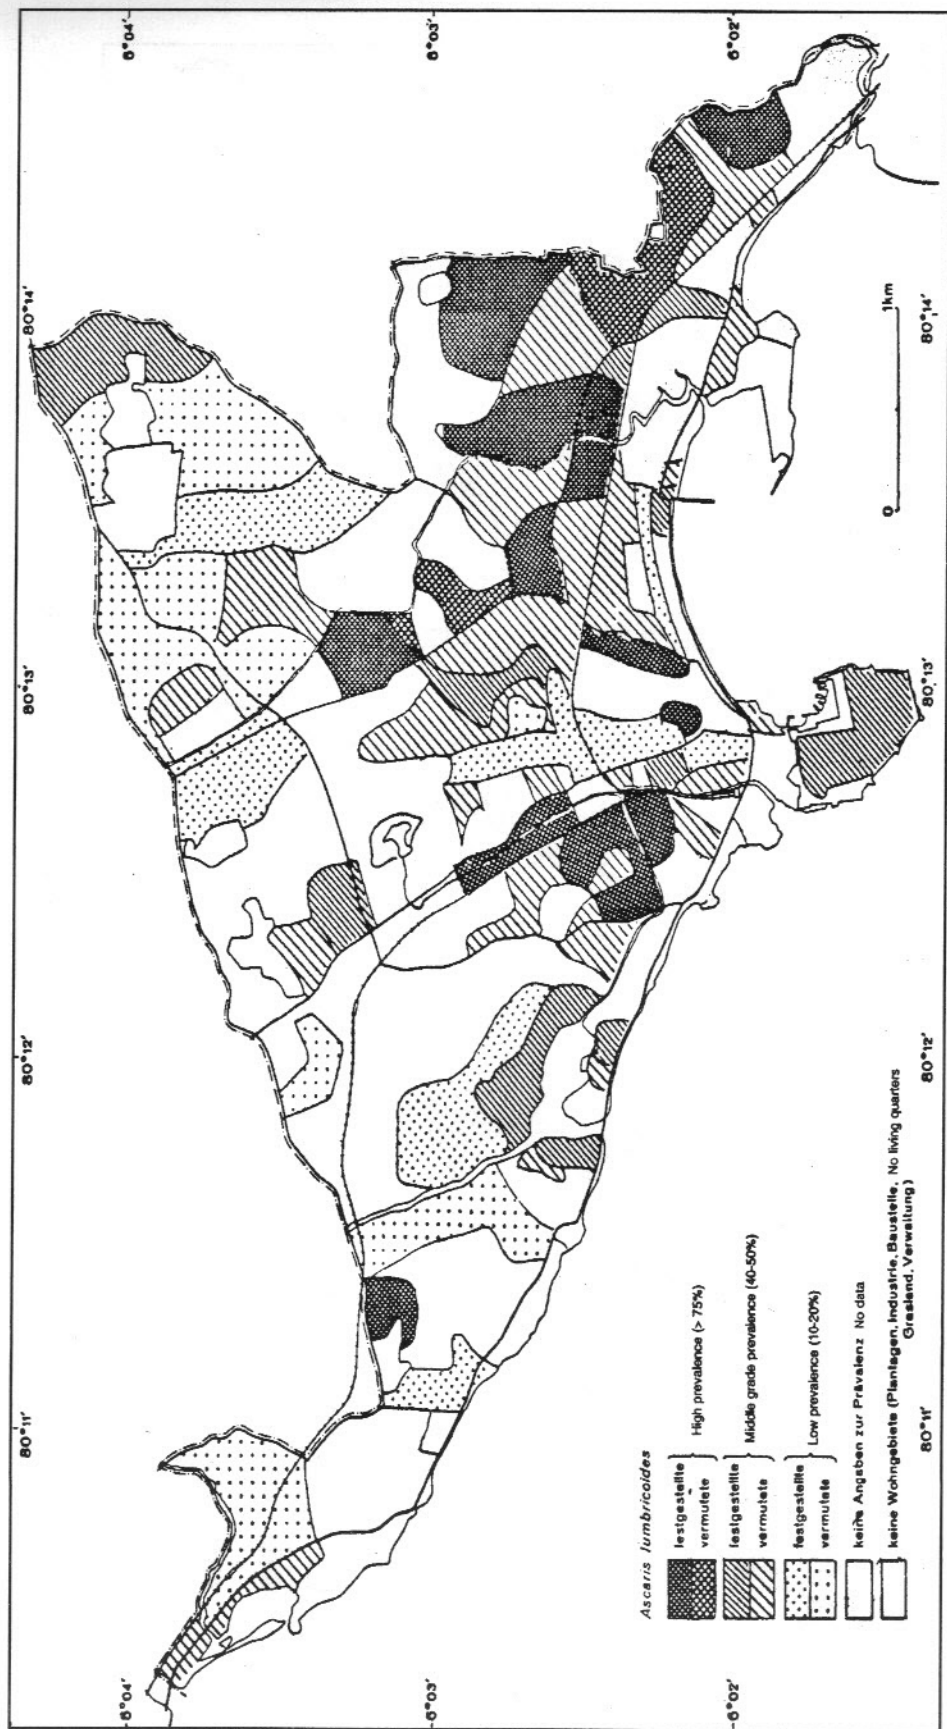 80°11'
80°12'
80°13'
80°14'
6°04'
6°04'
6°03'
6°03'
6°02'
6°02'
Ascaris lumbricoides
festgestellte
vermutete
High prevalence (> 75%)
festgestellte
vermutete
Middle grade prevalence (40-50%)
festgestellte
vermutete
Low prevalence (10-20%)
keine Angaben zur Prävalenz No data
keine Wohngebiete (Planlagen, Industrie, Baustelle, No living quarters
Grasland, Verwaltung)
0 1km
80°11'
80°12'
80°13'
80°14'